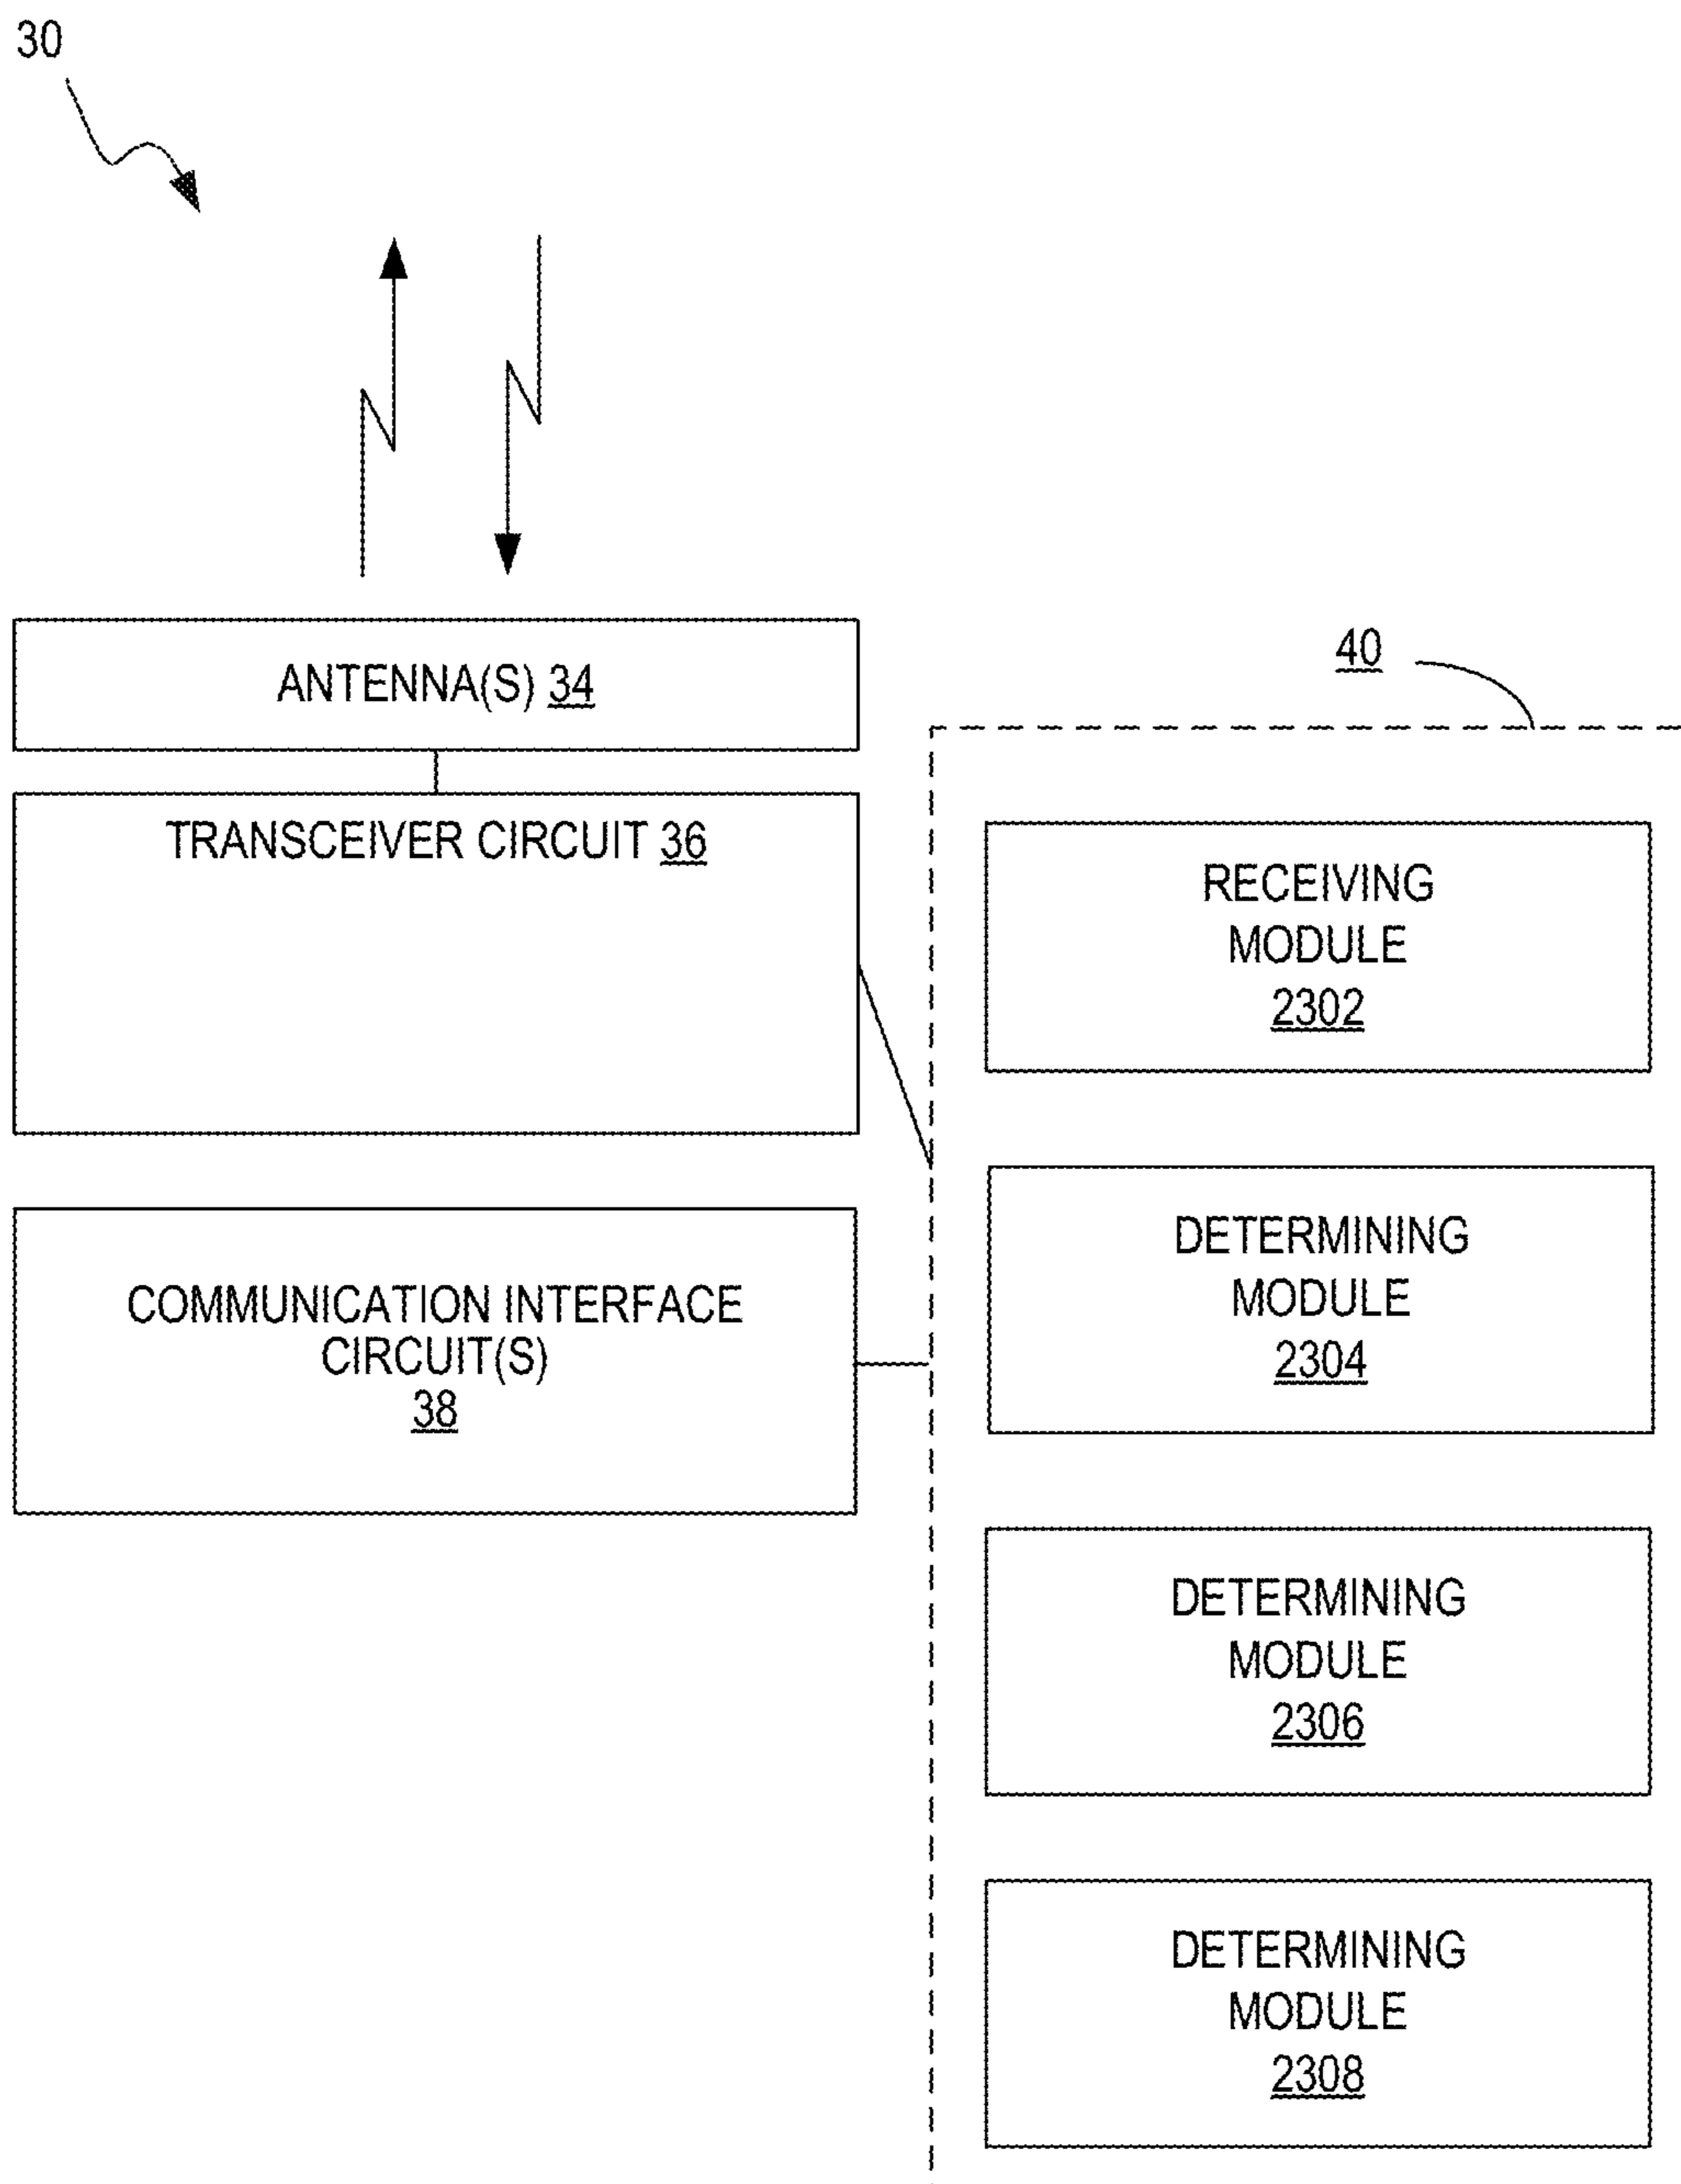 30
ANTENNA(S) 34
40
TRANSCEIVER CIRCUIT 36
RECEIVING
MODULE
2302
COMMUNICATION INTERFACE
CIRCUIT(S)
38
DETERMINING
MODULE
2304
DETERMINING
MODULE
2306
DETERMINING
MODULE
2308